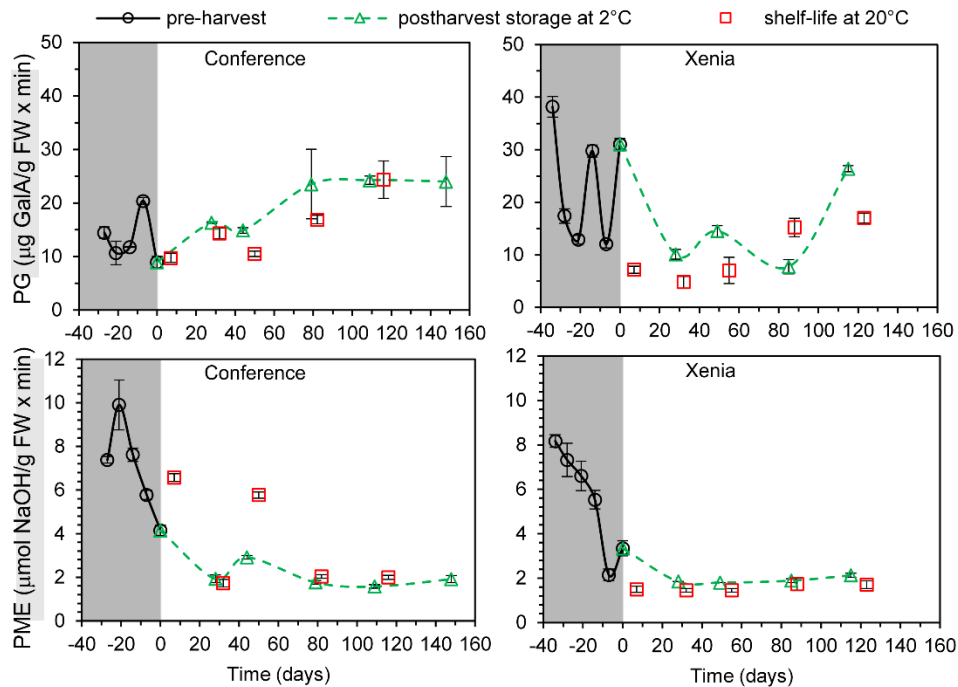 pre-harvest postharvest storage at 2°C shelf-life at 20°C
Conference
PG (µg GalA/g FW x min)
50
40
30
20
10
0
-40 -20 0 20 40 60 80 100 120 140 160
Xenia
50
40
30
20
10
0
-40 -20 0 20 40 60 80 100 120 140 160
Conference
PME (µmol NaOH/g FW x min)
12
10
8
6
4
2
0
-40 -20 0 20 40 60 80 100 120 140 160
Time (days)
Xenia
12
10
8
6
4
2
0
-40 -20 0 20 40 60 80 100 120 140 160
Time (days)